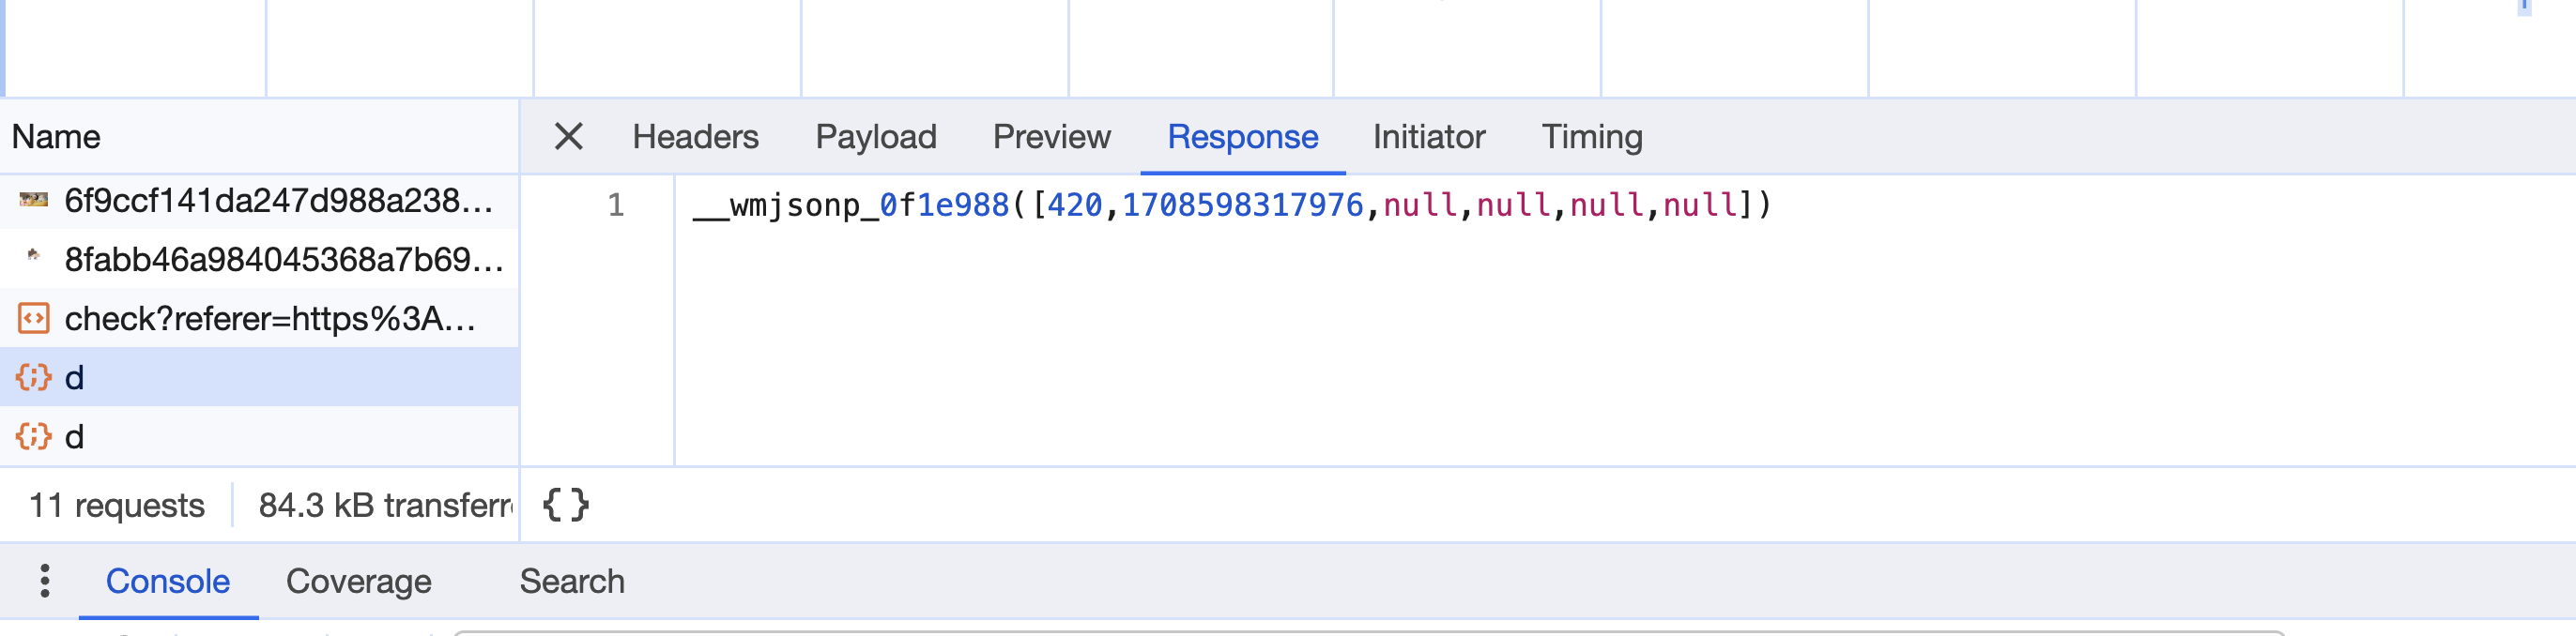 Name
Headers Payload Preview Response Initiator Timing
6f9ccf141da247d988a238...
8fabb46a984045368a7b69...
check?referer=https%3A...
d
d
1 __wmjsonp_0f1e988([420,1708598317976,null,null,null,null])
11 requests 84.3 kB transferr
{ }
Console Coverage Search